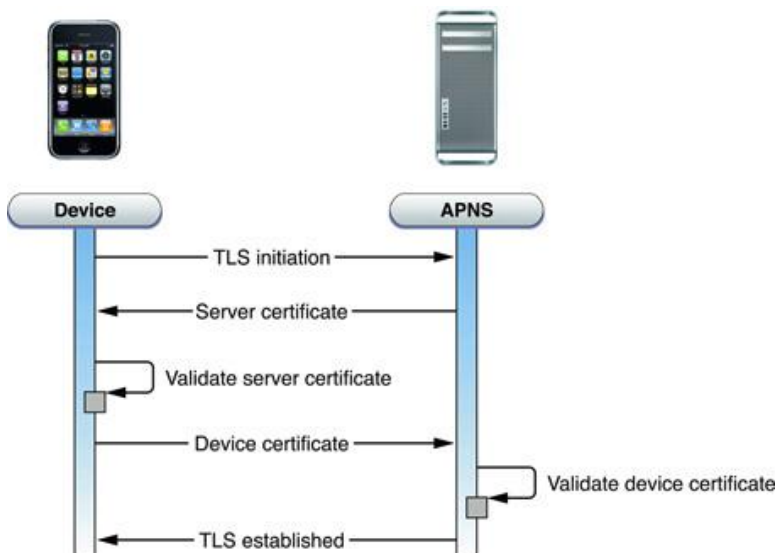 Device
APNS
TLS initiation
Server certificate
Validate server certificate
Device certificate
Validate device certificate
TLS established